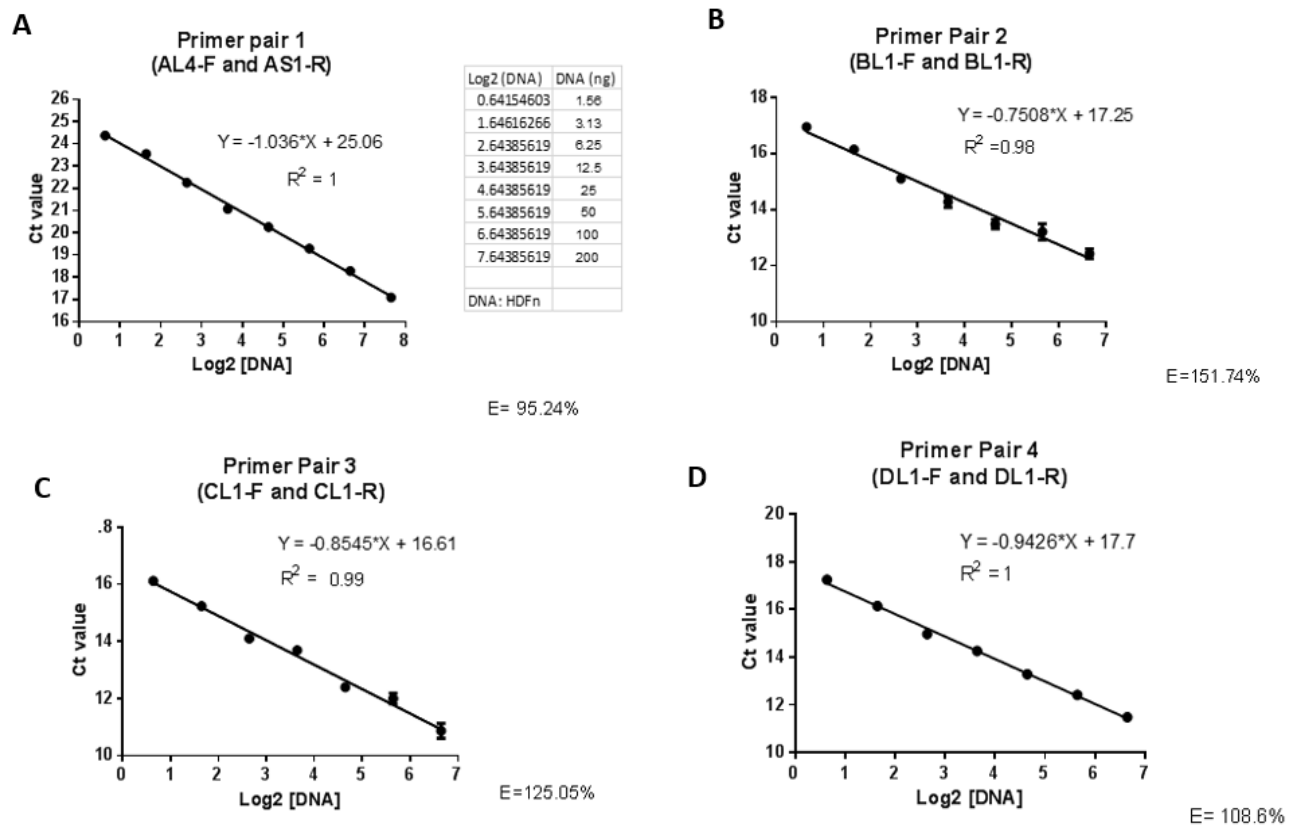 A
Primer pair 1
(AL4-F and AS1-R)
26
25
24
23
22
21
20
19
18
17
16
Ct value
Y = -1.036*X + 25.06
R2 = 1
0 1 2 3 4 5 6 7 8
Log2 [DNA]
Log2 (DNA) DNA (ng)
0.64154603 1.56
1.64616266 3.13
2.64385619 6.25
3.64385619 12.5
4.64385619 25
5.64385619 50
6.64385619 100
7.64385619 200
DNA: HDFn
E= 95.24%
B
Primer Pair 2
(BL1-F and BL1-R)
18
16
14
12
10
Ct value
Y = -0.7508*X + 17.25
R2 =0.98
0 1 2 3 4 5 6 7
Log2 [DNA]
E=151.74%
C
Primer Pair 3
(CL1-F and CL1-R)
.8
16
14
12
10
Ct value
Y = -0.8545*X + 16.61
R2 = 0.99
0 1 2 3 4 5 6 7
Log2 [DNA]
E=125.05%
D
Primer Pair 4
(DL1-F and DL1-R)
20
18
16
14
12
10
Ct value
Y = -0.9426*X + 17.7
R2 = 1
0 1 2 3 4 5 6 7
Log2 [DNA]
E= 108.6%